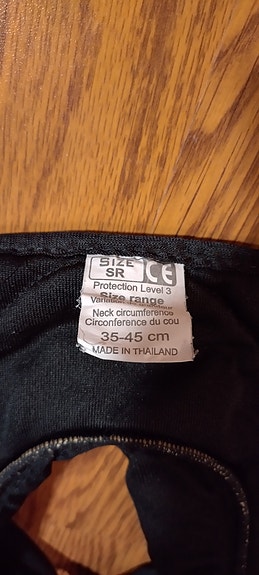 SIZE
SR
CE
Protection Level 3
Size range
Neck circumference
Circonference du cou
35-45 cm
MADE IN THAILAND